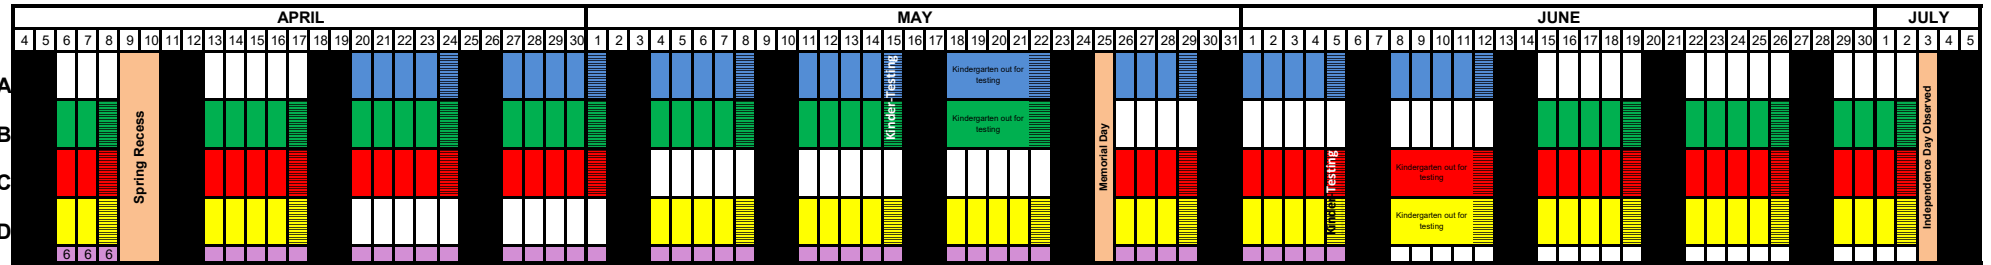 APRIL MAY JUNE JULY
4 5 6 7 8 9 10 11 12 13 14 15 16 17 18 19 20 21 22 23 24 25 26 27 28 29 30 1 2 3 4 5 6 7 8 9 10 11 12 13 14 15 16 17 18 19 20 21 22 23 24 25 26 27 28 29 30 31 1 2 3 4 5 6 7 8 9 10 11 12 13 14 15 16 17 18 19 20 21 22 23 24 25 26 27 28 29 30 1 2 3 4 5
A
B
C
D
Spring Recess
Kinder-Testing
Kindergarten out for
testing
Kindergarten out for
testing
Memorial Day
Kinder-Testing
Kindergarten out for
testing
Kindergarten out for
testing
Independence Day Observed
6 6 6